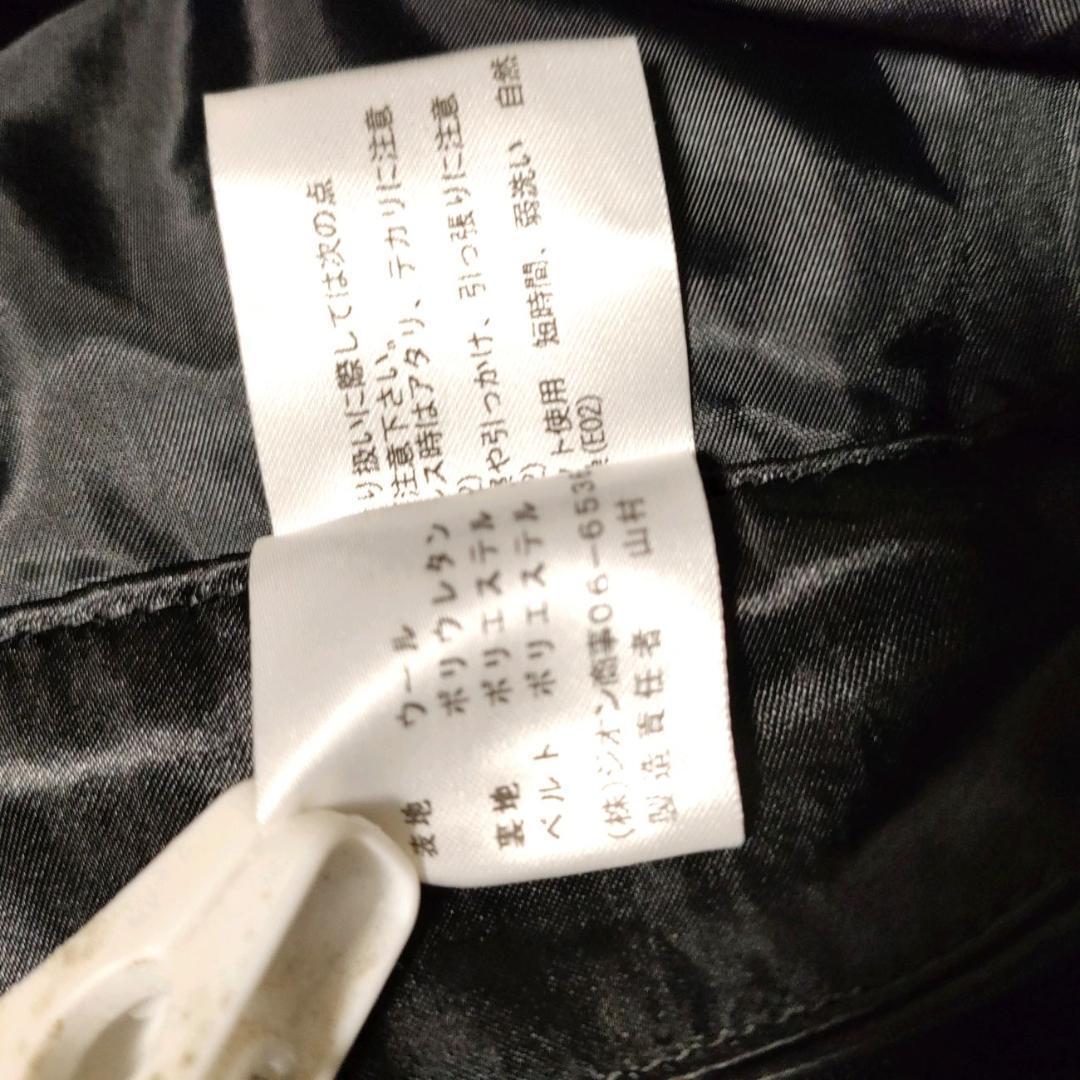 り扱いに際しては次の点
注意下さい。
ス時はアタリ、テカリに注意
2)
や引っかけ、引っ張りに注意
2)
ト使用 短時間、弱洗い 自然
(E02)
表地 ウール
ポリウレタン
裏地 ポリエステル
ベルト ポリエステル
(株)ジオン商事06-653
製造責任者 山村